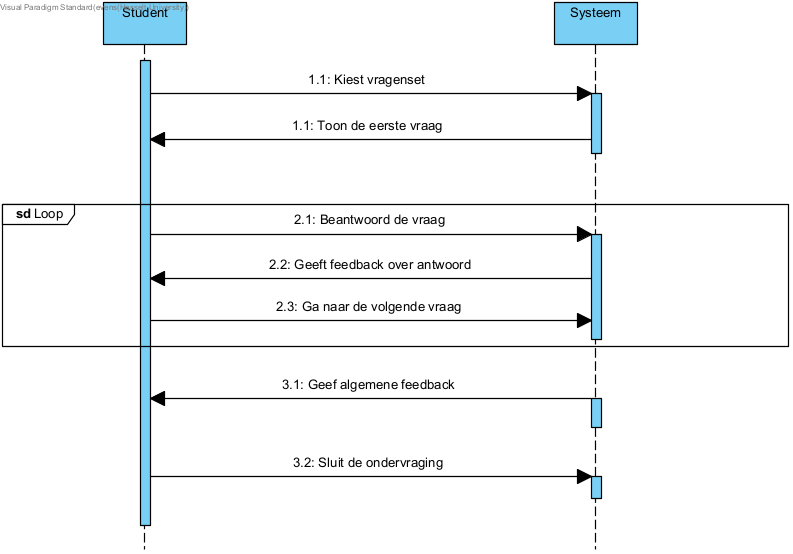 Visual Paradigm Standard
Student
Systeem
1.1: Kiest vragenset
1.1: Toon de eerste vraag
sd Loop
2.1: Beantwoord de vraag
2.2: Geeft feedback over antwoord
2.3: Ga naar de volgende vraag
3.1: Geef algemene feedback
3.2: Sluit de ondervraging